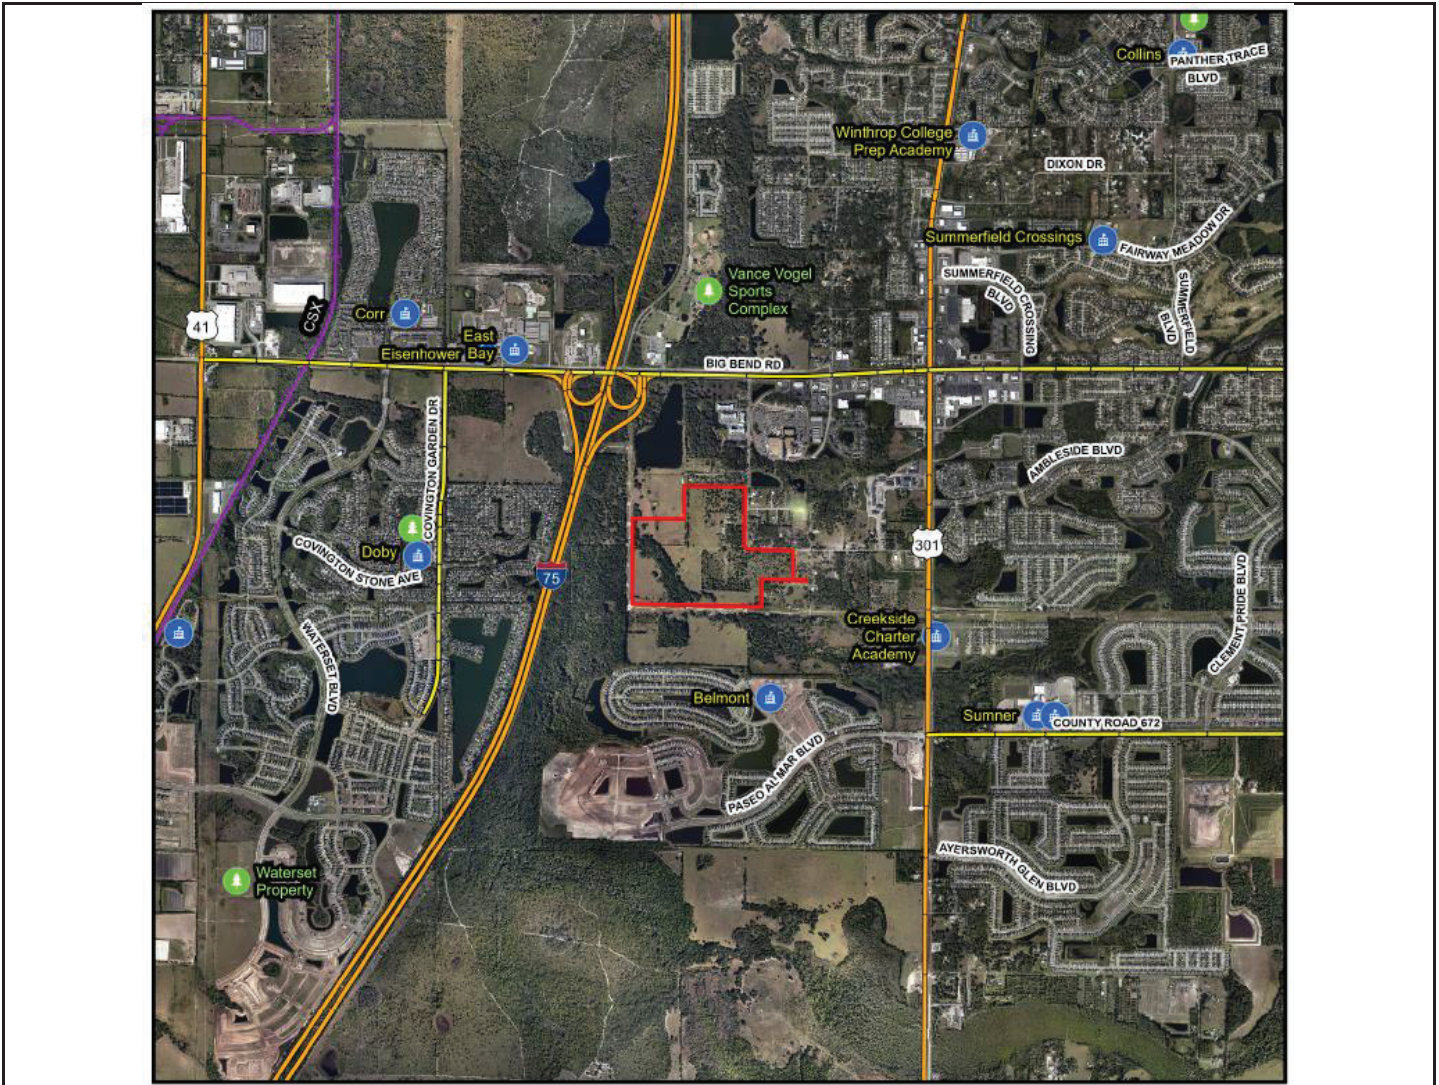 Collins
PANTHER TRACE
BLVD
Winthrop College
Prep Academy
DIXON DR
Summerfield Crossings
FAIRWAY MEADOW DR
Vance Vogel
Sports
Complex
SUMMERFIELD CROSSING
BLVD
SUMMERFIELD
BLVD
41
CSX
Corr
East
Eisenhower Bay
BIG BEND RD
COVINGTON GARDEN DR
AMBLESIDE BLVD
Doby
COVINGTON STONE AVE
75
301
CLEMENT PRIDE BLVD
Creekside
Charter
Academy
WATERSET BLVD
Belmont
Sumner
COUNTY ROAD 672
PASEO AL MAR BLVD
AYERSWORTH GLEN BLVD
Waterset
Property